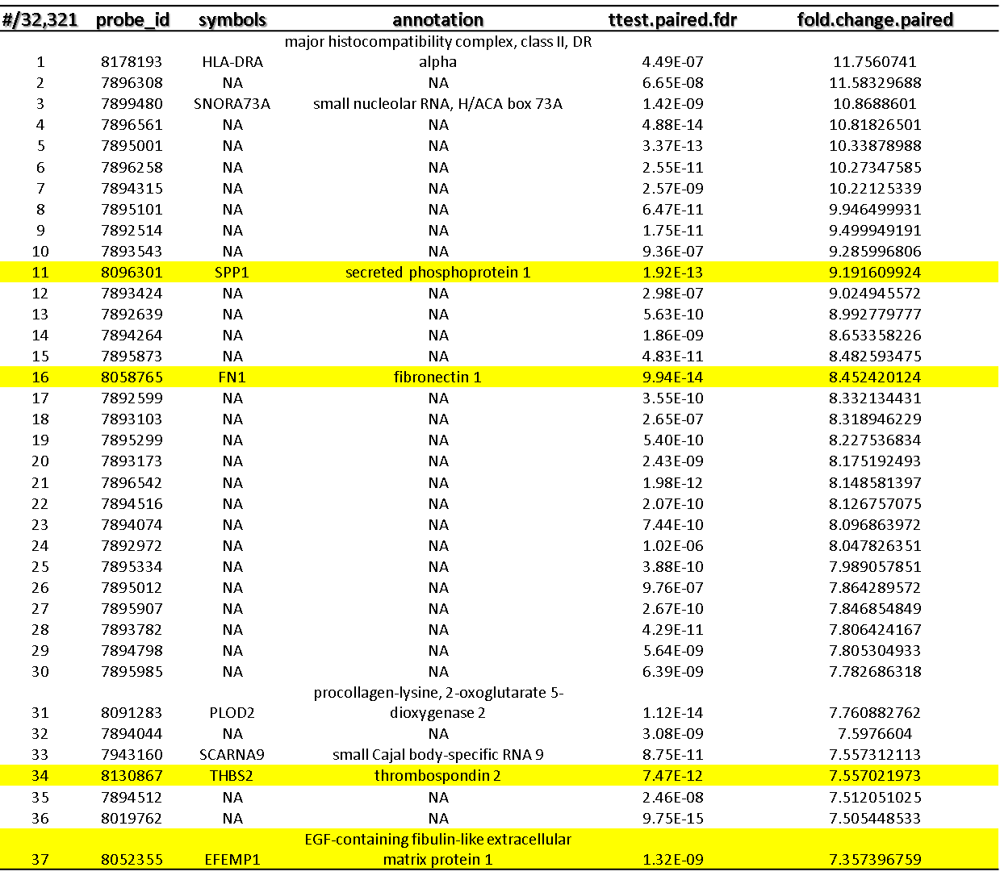 #/32,321 probe_id symbols annotation ttest.paired.fdr fold.change.paired
major histocompatibility complex, class II, DR
1 8178193 HLA-DRA alpha 4.49E-07 11.7560741
2 7896308 NA NA 6.65E-08 11.58329688
3 7899480 SNORA73A small nucleolar RNA, H/ACA box 73A 1.42E-09 10.8688601
4 7896561 NA NA 4.88E-14 10.81826501
5 7895001 NA NA 3.37E-13 10.33878988
6 7896258 NA NA 2.55E-11 10.27347585
7 7894315 NA NA 2.57E-09 10.22125339
8 7895101 NA NA 6.47E-11 9.946499931
9 7892514 NA NA 1.75E-11 9.499949191
10 7893543 NA NA 9.36E-07 9.285996806
11 8096301 SPP1 secreted phosphoprotein 1 1.92E-13 9.191609924
12 7893424 NA NA 2.98E-07 9.024945572
13 7892639 NA NA 5.63E-10 8.992779777
14 7894264 NA NA 1.86E-09 8.653358226
15 7895873 NA NA 4.83E-11 8.482593475
16 8058765 FN1 fibronectin 1 9.94E-14 8.452420124
17 7892599 NA NA 3.55E-10 8.332134431
18 7893103 NA NA 2.65E-07 8.318946229
19 7895299 NA NA 5.40E-10 8.227536834
20 7893173 NA NA 2.43E-09 8.175192493
21 7896542 NA NA 1.98E-12 8.148581397
22 7894516 NA NA 2.07E-10 8.126757075
23 7894074 NA NA 7.44E-10 8.096863972
24 7892972 NA NA 1.02E-06 8.047826351
25 7895334 NA NA 3.88E-10 7.989057851
26 7895012 NA NA 9.76E-07 7.864289572
27 7895907 NA NA 2.67E-10 7.846854849
28 7893782 NA NA 4.29E-11 7.806424167
29 7894798 NA NA 5.64E-09 7.805304933
30 7895985 NA NA 6.39E-09 7.782686318
procollagen-lysine, 2-oxoglutarate 5-
31 8091283 PLOD2 dioxygenase 2 1.12E-14 7.760882762
32 7894044 NA NA 3.08E-09 7.5976604
33 7943160 SCARNA9 small Cajal body-specific RNA 9 8.75E-11 7.557312113
34 8130867 THBS2 thrombospondin 2 7.47E-12 7.557021973
35 7894512 NA NA 2.46E-08 7.512051025
36 8019762 NA NA 9.75E-15 7.505448533
EGF-containing fibulin-like extracellular
37 8052355 EFEMP1 matrix protein 1 1.32E-09 7.357396759